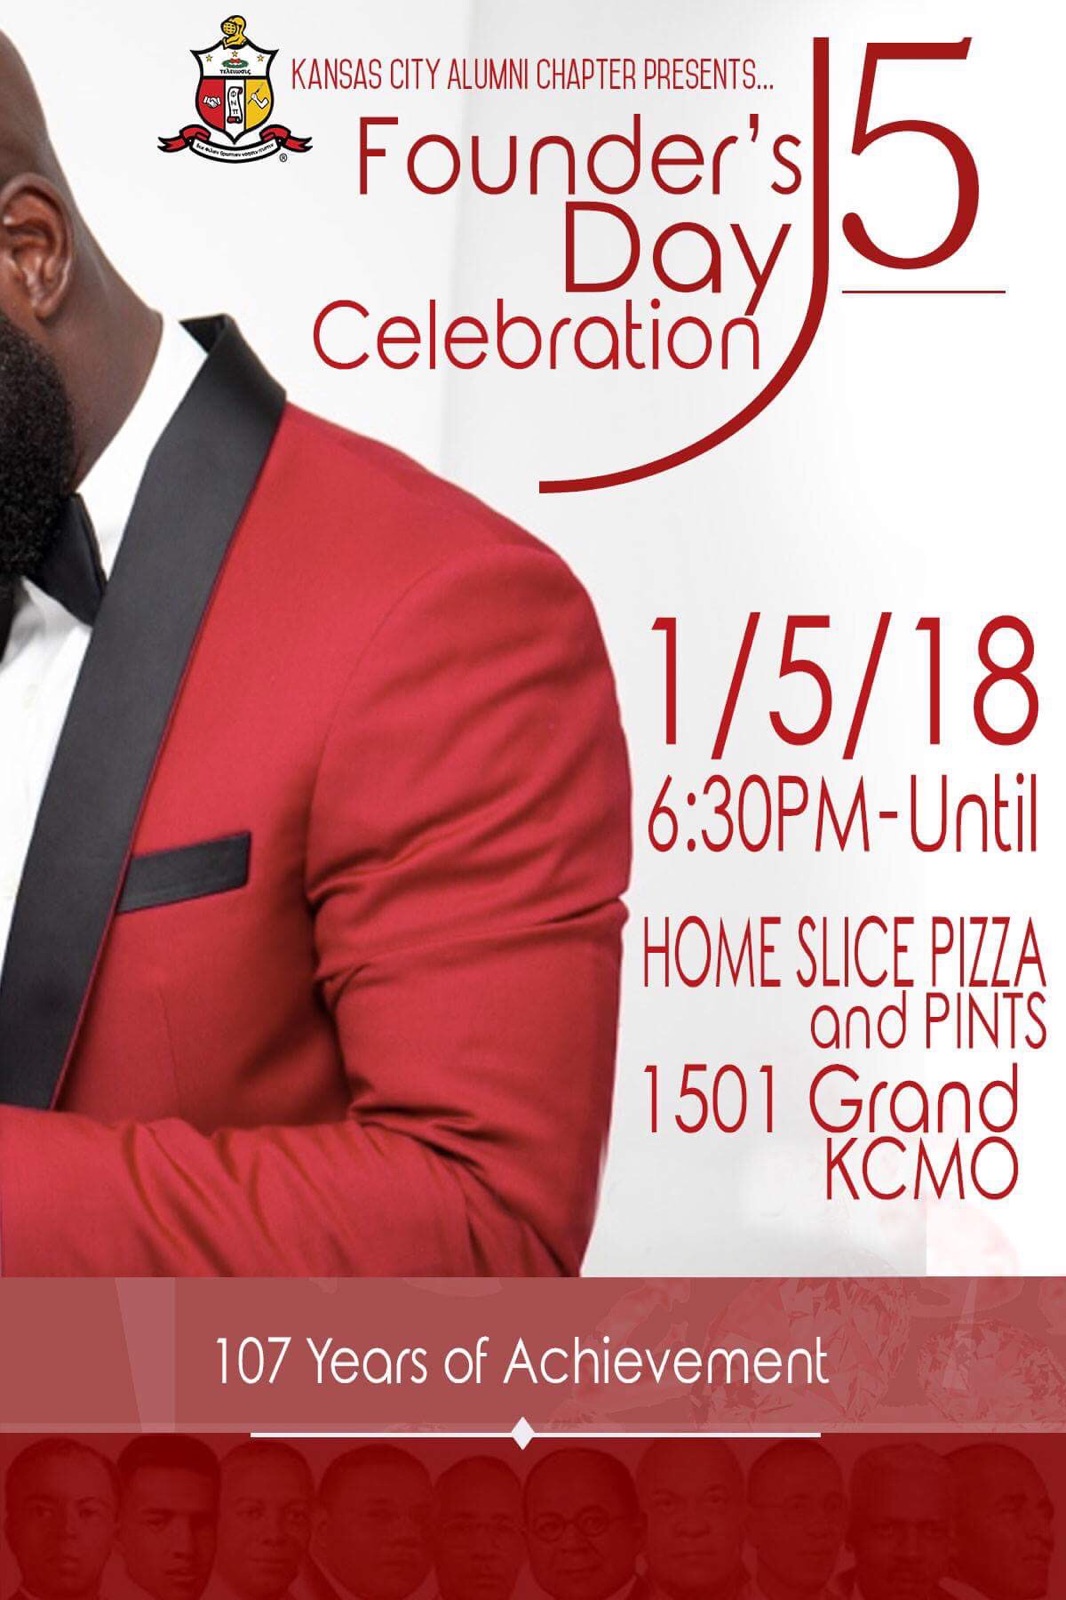 ΤΕΛΕΙΩΣΙΣ
Φ
Ν
Π
®
KANSAS CITY ALUMNI CHAPTER PRESENTS...
J5
Founder's
Day
Celebration
1/5/18
6:30PM-Until
HOME SLICE PIZZA
and PINTS
1501 Grand
KCMO
107 Years of Achievement